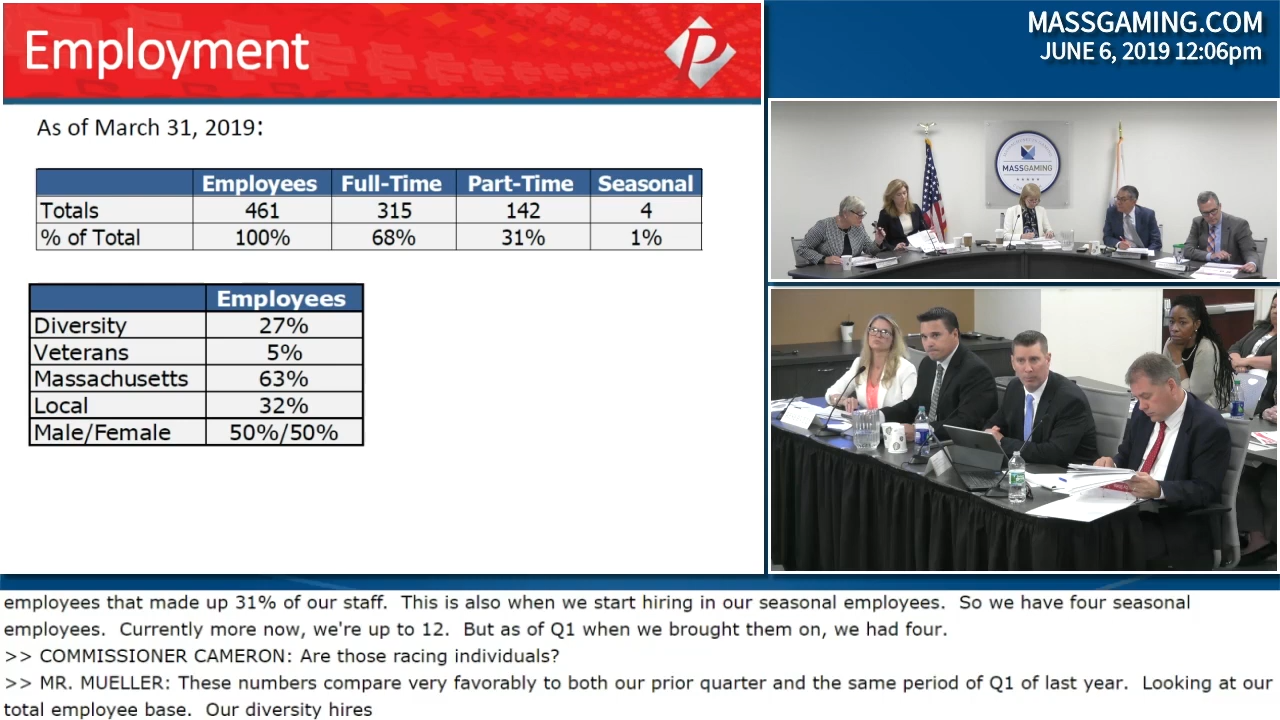 Employment
As of March 31, 2019:
Employees Full-Time Part-Time Seasonal
Totals 461 315 142 4
% of Total 100% 68% 31% 1%
Employees
Diversity 27%
Veterans 5%
Massachusetts 63%
Local 32%
Male/Female 50%/50%
MASSGAMING.COM
JUNE 6, 2019 12:06pm
MASSGAMING
employees that made up 31% of our staff.  This is also when we start hiring in our seasonal employees.  So we have four seasonal
employees.  Currently more now, we're up to 12.  But as of Q1 when we brought them on, we had four.
>> COMMISSIONER CAMERON: Are those racing individuals?
>> MR. MUELLER: These numbers compare very favorably to both our prior quarter and the same period of Q1 of last year.  Looking at our
total employee base.  Our diversity hires